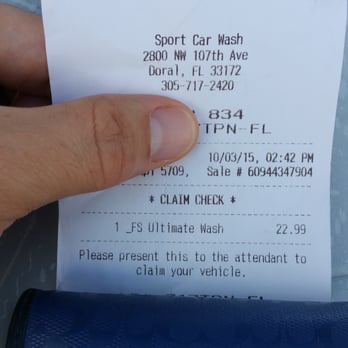 Sport Car Wash
2800 NW 107th Ave
Doral, FL 33172
305-717-2420
834
TPN-FL
10/03/15, 02:42 PM
5709, Sale # 60944347904
* CLAIM CHECK *
1 _FS Ultimate Wash 22.99
Please present this to the attendant to
claim your vehicle.